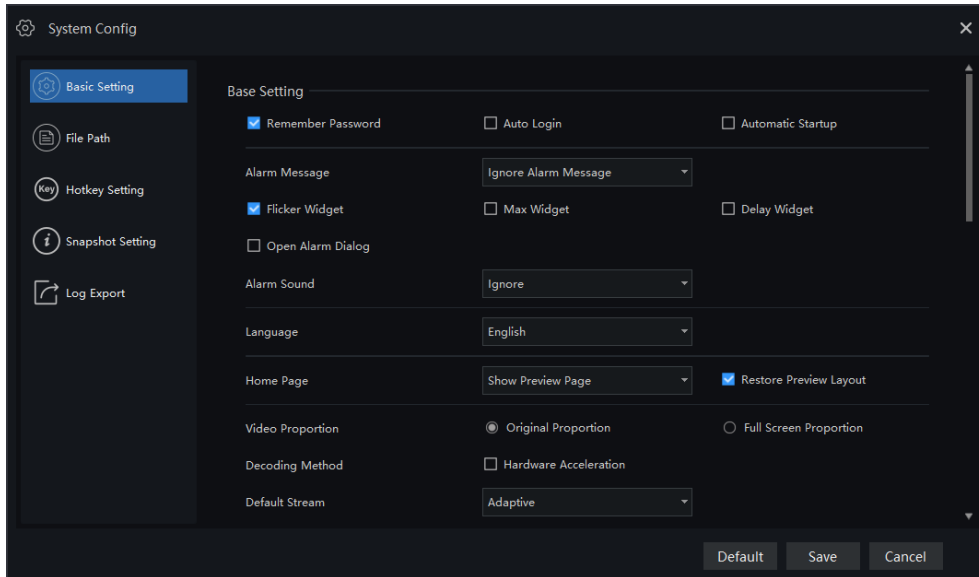 System Config
Basic Setting
File Path
Key Hotkey Setting
i Snapshot Setting
Log Export
Base Setting
Remember Password Auto Login Automatic Startup
Alarm Message Ignore Alarm Message
Flicker Widget Max Widget Delay Widget
Open Alarm Dialog
Alarm Sound Ignore
Language English
Home Page Show Preview Page Restore Preview Layout
Video Proportion Original Proportion Full Screen Proportion
Decoding Method Hardware Acceleration
Default Stream Adaptive
Default Save Cancel